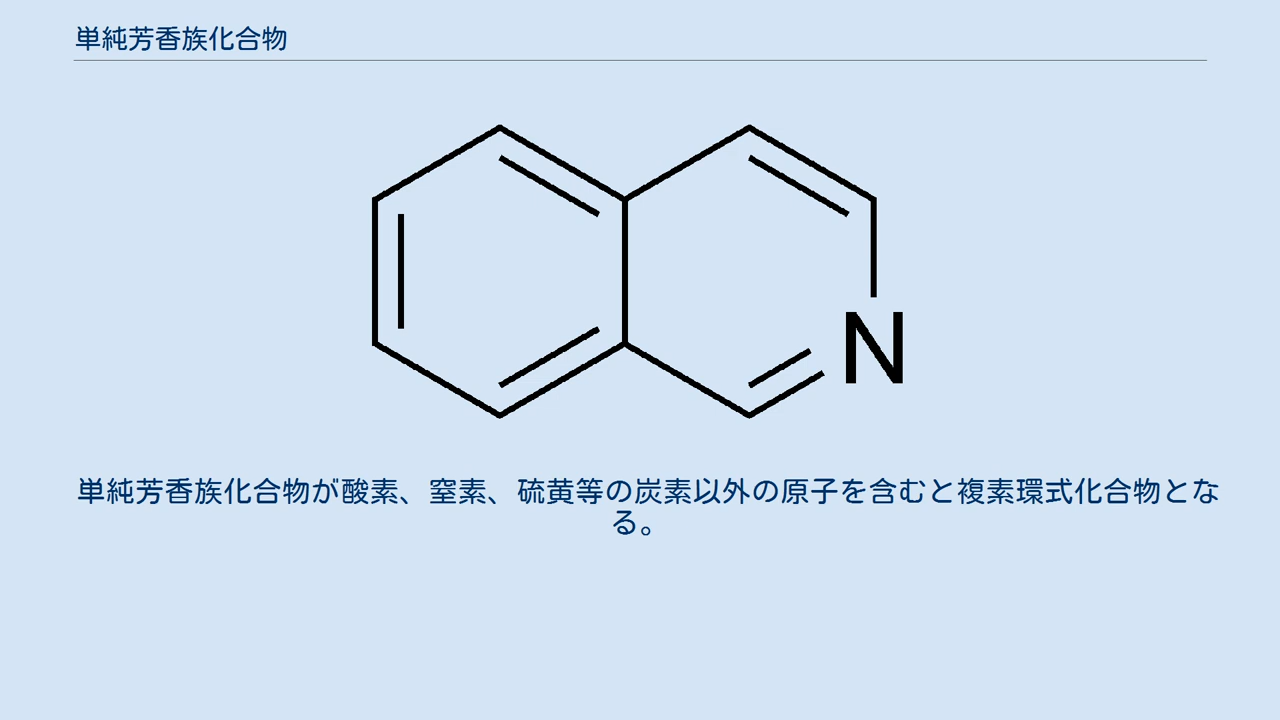 単純芳香族化合物
N
単純芳香族化合物が酸素、窒素、硫黄等の炭素以外の原子を含むと複素環式化合物とな
る。